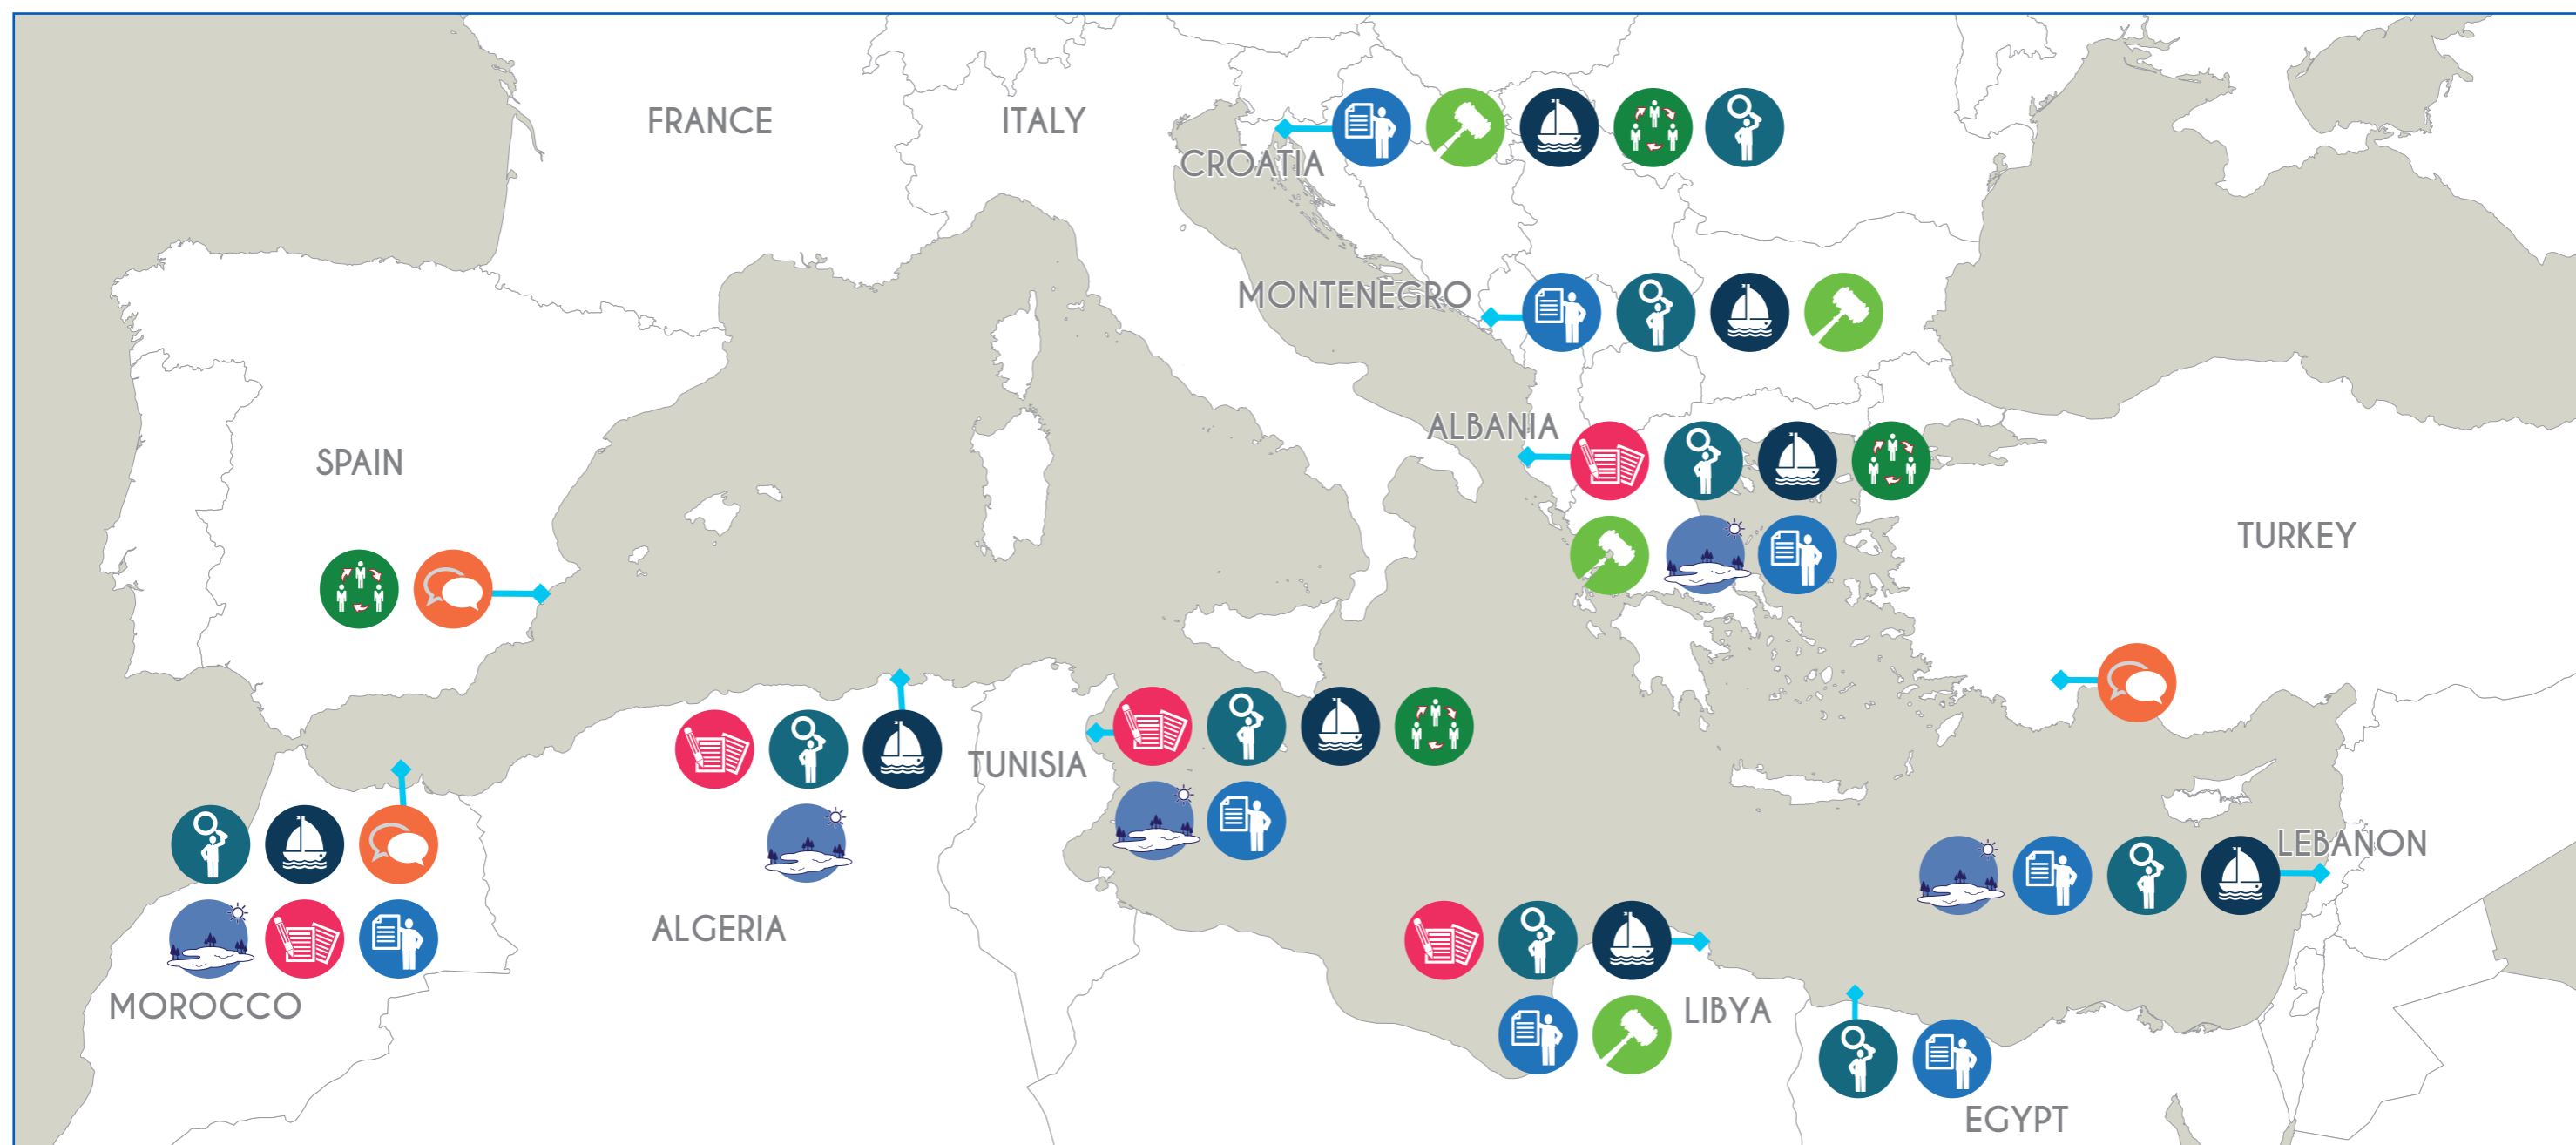 FRANCE
ITALY
CROATIA
MONTENEGRO
ALBANIA
SPAIN
TURKEY
TUNISIA
LEBANON
ALGERIA
MOROCCO
LIBYA
EGYPT